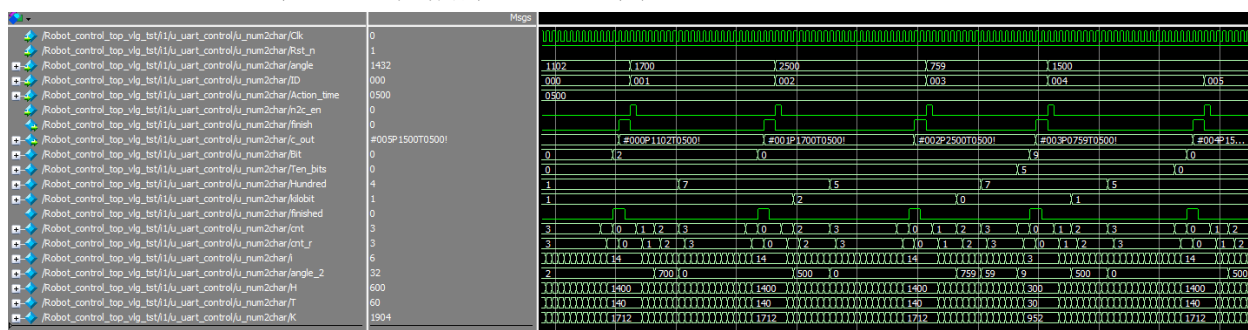 Msgs
/Robot_control_top_vlg_tst/i1/u_uart_control/u_num2char/Clk 0
/Robot_control_top_vlg_tst/i1/u_uart_control/u_num2char/Rst_n 1
/Robot_control_top_vlg_tst/i1/u_uart_control/u_num2char/angle 1432 1102 1700 2500 759 1500
/Robot_control_top_vlg_tst/i1/u_uart_control/u_num2char/ID 000 000 001 002 003 004 005
/Robot_control_top_vlg_tst/i1/u_uart_control/u_num2char/Action_time 0500 0500
/Robot_control_top_vlg_tst/i1/u_uart_control/u_num2char/n2c_en 0
/Robot_control_top_vlg_tst/i1/u_uart_control/u_num2char/finish 0
/Robot_control_top_vlg_tst/i1/u_uart_control/u_num2char/c_out #005P1500T0500! #000P1102T0500! #001P1700T0500! #002P2500T0500! #003P0759T0500! #004P15...
/Robot_control_top_vlg_tst/i1/u_uart_control/u_num2char/Bit 0 0 2 0 9 0
/Robot_control_top_vlg_tst/i1/u_uart_control/u_num2char/Ten_bits 0 0 5 0
/Robot_control_top_vlg_tst/i1/u_uart_control/u_num2char/Hundred 4 1 7 5 7 5
/Robot_control_top_vlg_tst/i1/u_uart_control/u_num2char/kilobit 1 1 2 0 1
/Robot_control_top_vlg_tst/i1/u_uart_control/u_num2char/finished 0
/Robot_control_top_vlg_tst/i1/u_uart_control/u_num2char/cnt 3 3 0 1 2 3 0 2 3 0 1 2 3 0 1 2 3 0 1 2
/Robot_control_top_vlg_tst/i1/u_uart_control/u_num2char/cnt_r 3 3 0 1 2 3 0 2 3 0 1 2 3 0 1 2 3 0 1 2
/Robot_control_top_vlg_tst/i1/u_uart_control/u_num2char/i 6 14 14 14 3 14
/Robot_control_top_vlg_tst/i1/u_uart_control/u_num2char/angle_2 32 2 700 0 500 0 759 59 9 500 0 500
/Robot_control_top_vlg_tst/i1/u_uart_control/u_num2char/H 600 1400 1400 1400 300 1400
/Robot_control_top_vlg_tst/i1/u_uart_control/u_num2char/T 60 140 140 140 30 140
/Robot_control_top_vlg_tst/i1/u_uart_control/u_num2char/K 1904 1712 1712 1712 952 1712